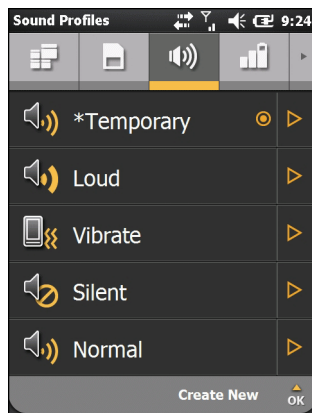 Sound Profiles 9:24
*Temporary
Loud
Vibrate
Silent
Normal
Create New OK